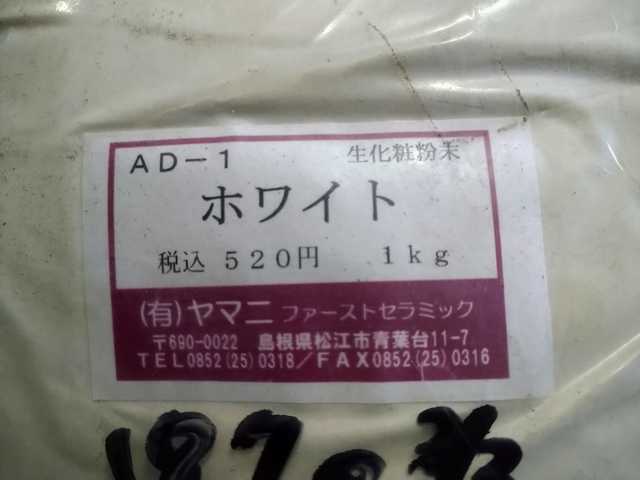 AD-1 生化粧粉末
ホワイト
税込 520円 1kg
(有)ヤマニ ファーストセラミック
〒690-0022 島根県松江市青葉台11-7
TEL0852(25)0318/FAX0852(25)0316